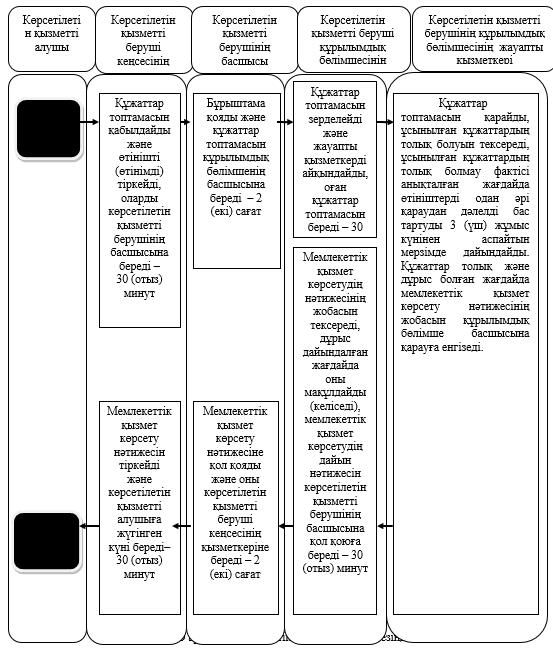 Көрсетілеті
н қызметті
алушы
Көрсетілетін
қызметті
беруші
кеңсесінің
Көрсетілетін
қызметті
берушінің
басшысы
Көрсетілетін
қызметті беруші
құрылымдық
бөлімшесінін
Көрсетілетін қызметті
берушінің құрылымдық
бөлімшесінің жауапты
қызметкері
Құжаттар
топтамасын
қабылдайды
және
өтінішті
(өтінімді)
тіркейді,
оларды
көрсетілетін
қызметті
берушінің
басшысына
береді –
30 (отыз)
минут
Бұрыштама
қояды және
құжаттар
топтамасын
құрылымдық
бөлімшенің
басшысына
береді – 2
(екі) сағат
Құжаттар
топтамасын
зерделейді
және
жауапты
қызметкерді
айқындайды,
оған
құжаттар
топтамасын
береді – 30
Құжаттар
топтамасын қарайды,
ұсынылған құжаттардың
толық болуын тексереді,
ұсынылған құжаттардың
толық болмау фактісі
анықталған жағдайда
өтініштерді одан әрі
қараудан дәлелді бас
тартуды 3 (үш) жұмыс
күнінен аспайтын
мерзімде дайындайды.
Құжаттар толық және
дұрыс болған жағдайда
мемлекеттік қызмет
көрсету нәтижесінің
жобасын құрылымдық
бөлімше басшысына
қарауға енгізеді.
Мемлекеттік
қызмет
көрсетудің
нәтижесінің
жобасын
тексереді,
дұрыс
дайындалған
жағдайда
оны
мақұлдайды
(келіседі),
мемлекеттік
қызмет
көрсетудің
дайын
нәтижесін
көрсетілетін
қызметті
берушінің
басшысына
қол қоюға
береді – 30
(отыз) минут
Мемлекеттік
қызмет
көрсету
нәтижесіне
қол қояды
және оны
көрсетілетін
қызметті
беруші
кеңсесінің
қызметкеріне
береді – 2
(екі) сағат
Мемлекеттік
қызмет
көрсету
нәтижесін
тіркейді
және
көрсетілетін
қызметті
алушыға
жүгінген
күні береді–
30 (отыз)
минут